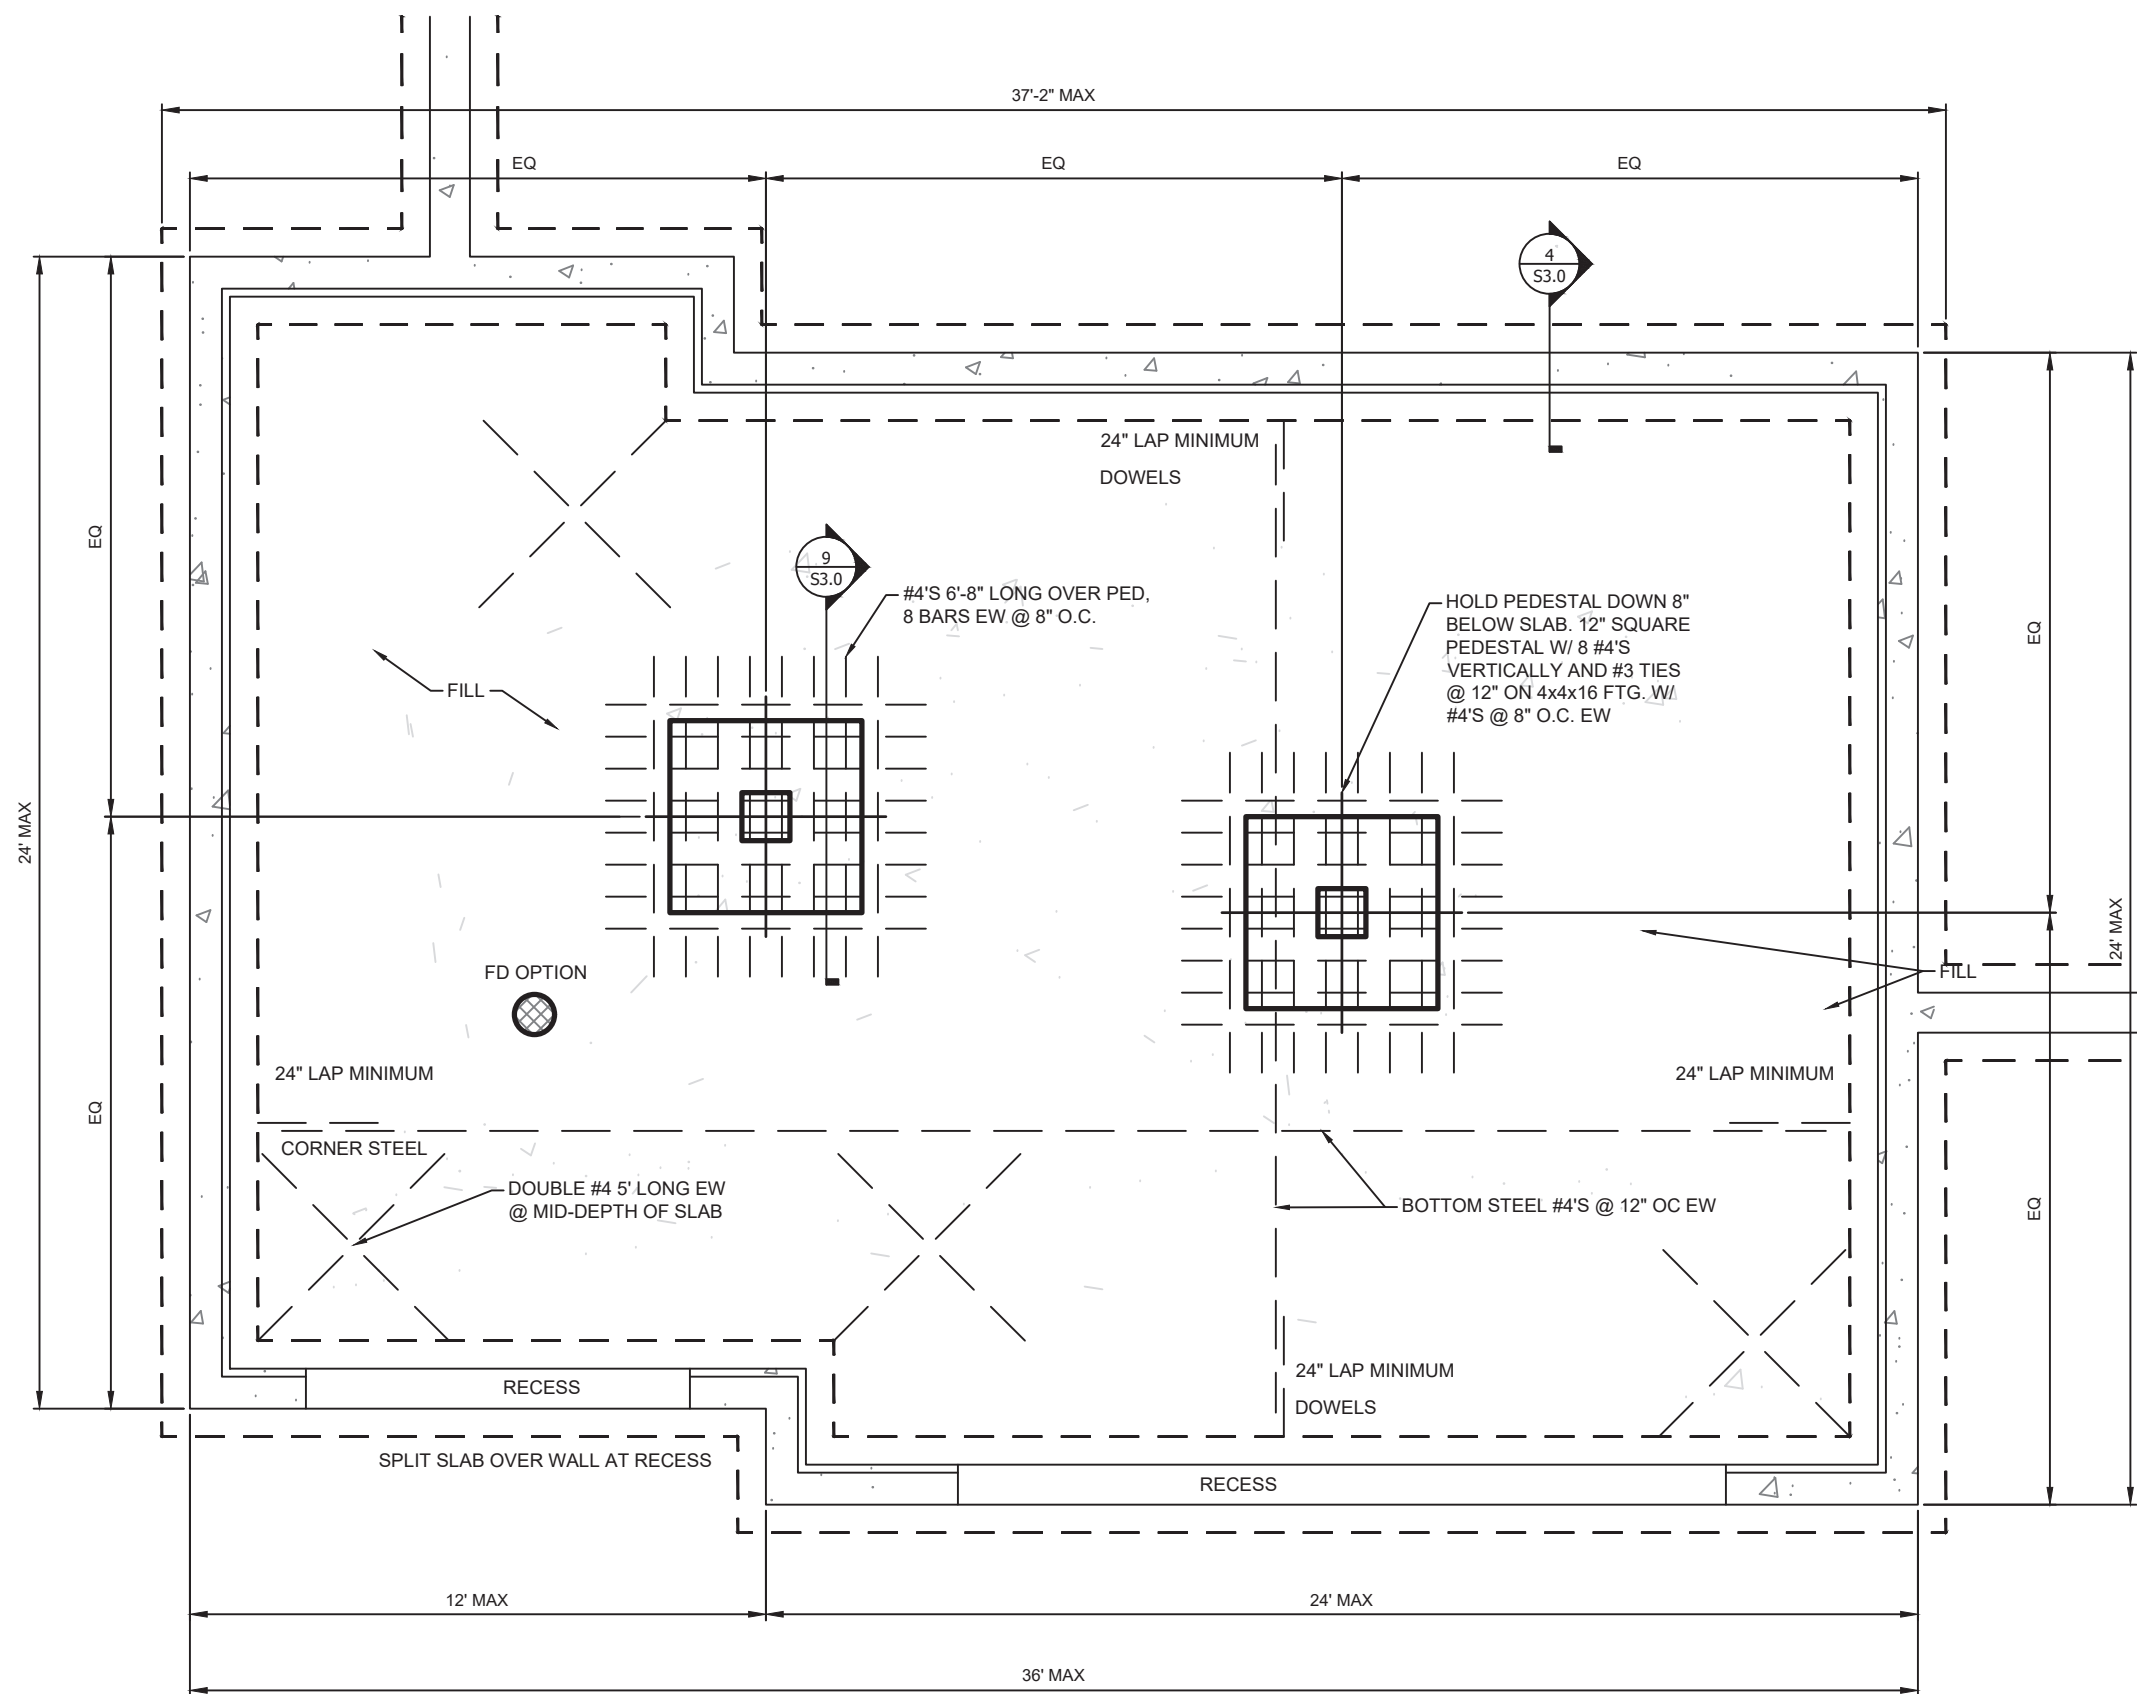 37'-2" MAX
EQ
EQ
EQ
4
S3.0
24" LAP MINIMUM
DOWELS
EQ
9
S3.0
#4'S 6'-8" LONG OVER PED,
8 BARS EW @ 8" O.C.
HOLD PEDESTAL DOWN 8"
BELOW SLAB. 12" SQUARE
PEDESTAL W/ 8 #4'S
VERTICALLY AND #3 TIES
@ 12" ON 4x4x16 FTG. W/
#4'S @ 8" O.C. EW
EQ
FILL
24' MAX
24' MAX
FD OPTION
FILL
24" LAP MINIMUM
24" LAP MINIMUM
EQ
CORNER STEEL
DOUBLE #4 5' LONG EW
@ MID-DEPTH OF SLAB
BOTTOM STEEL #4'S @ 12" OC EW
EQ
24" LAP MINIMUM
DOWELS
RECESS
SPLIT SLAB OVER WALL AT RECESS
RECESS
12' MAX
24' MAX
36' MAX